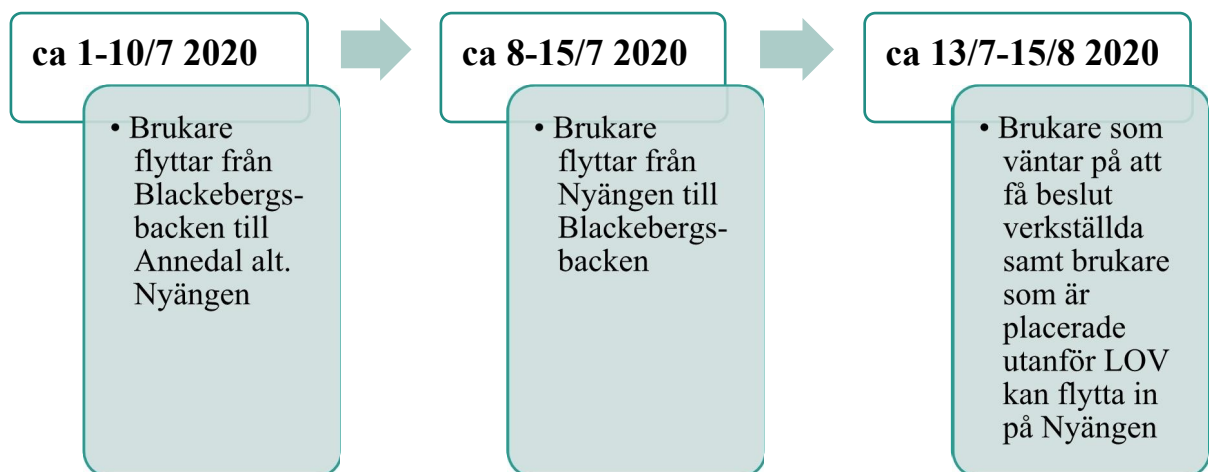 ca 1-10/7 2020
• Brukare
flyttar från
Blackebergs-
backen till
Annedal alt.
Nyängen
ca 8-15/7 2020
• Brukare
flyttar från
Nyängen till
Blackebergs-
backen
ca 13/7-15/8 2020
• Brukare som
väntar på att
få beslut
verkställda
samt brukare
som är
placerade
utanför LOV
kan flytta in
på Nyängen